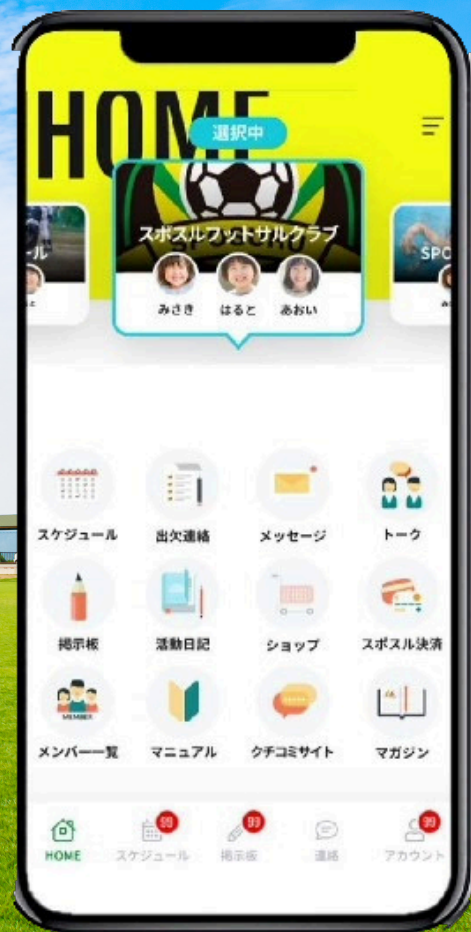 HOME
選択中
スポスルフットサルクラブ
ール
SPO
みさき はると あおい
スケジュール 出欠連絡 メッセージ トーク
掲示板 活動日記 ショップ スポスル決済
MEMBER
メンバー一覧 マニュアル クチコミサイト マガジン
99 99 99
HOME スケジュール 掲示板 連絡 アカウント